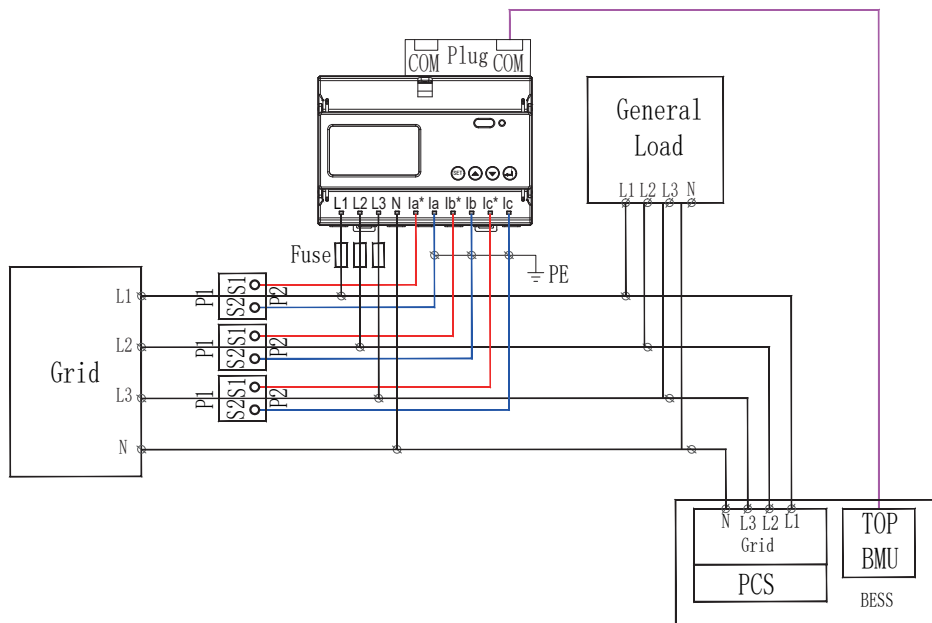 Plug
COM
COM
General
Load
L1 L2 L3 N
SET
L1 L2 L3 N Ia* Ia Ib* Ib Ic* Ic
Fuse
PE
Grid
L1
L2
L3
N
P1 S1 S2 P2
P1 S1 S2 P2
P1 S1 S2 P2
N L3 L2 L1
Grid
PCS
TOP
BMU
BESS